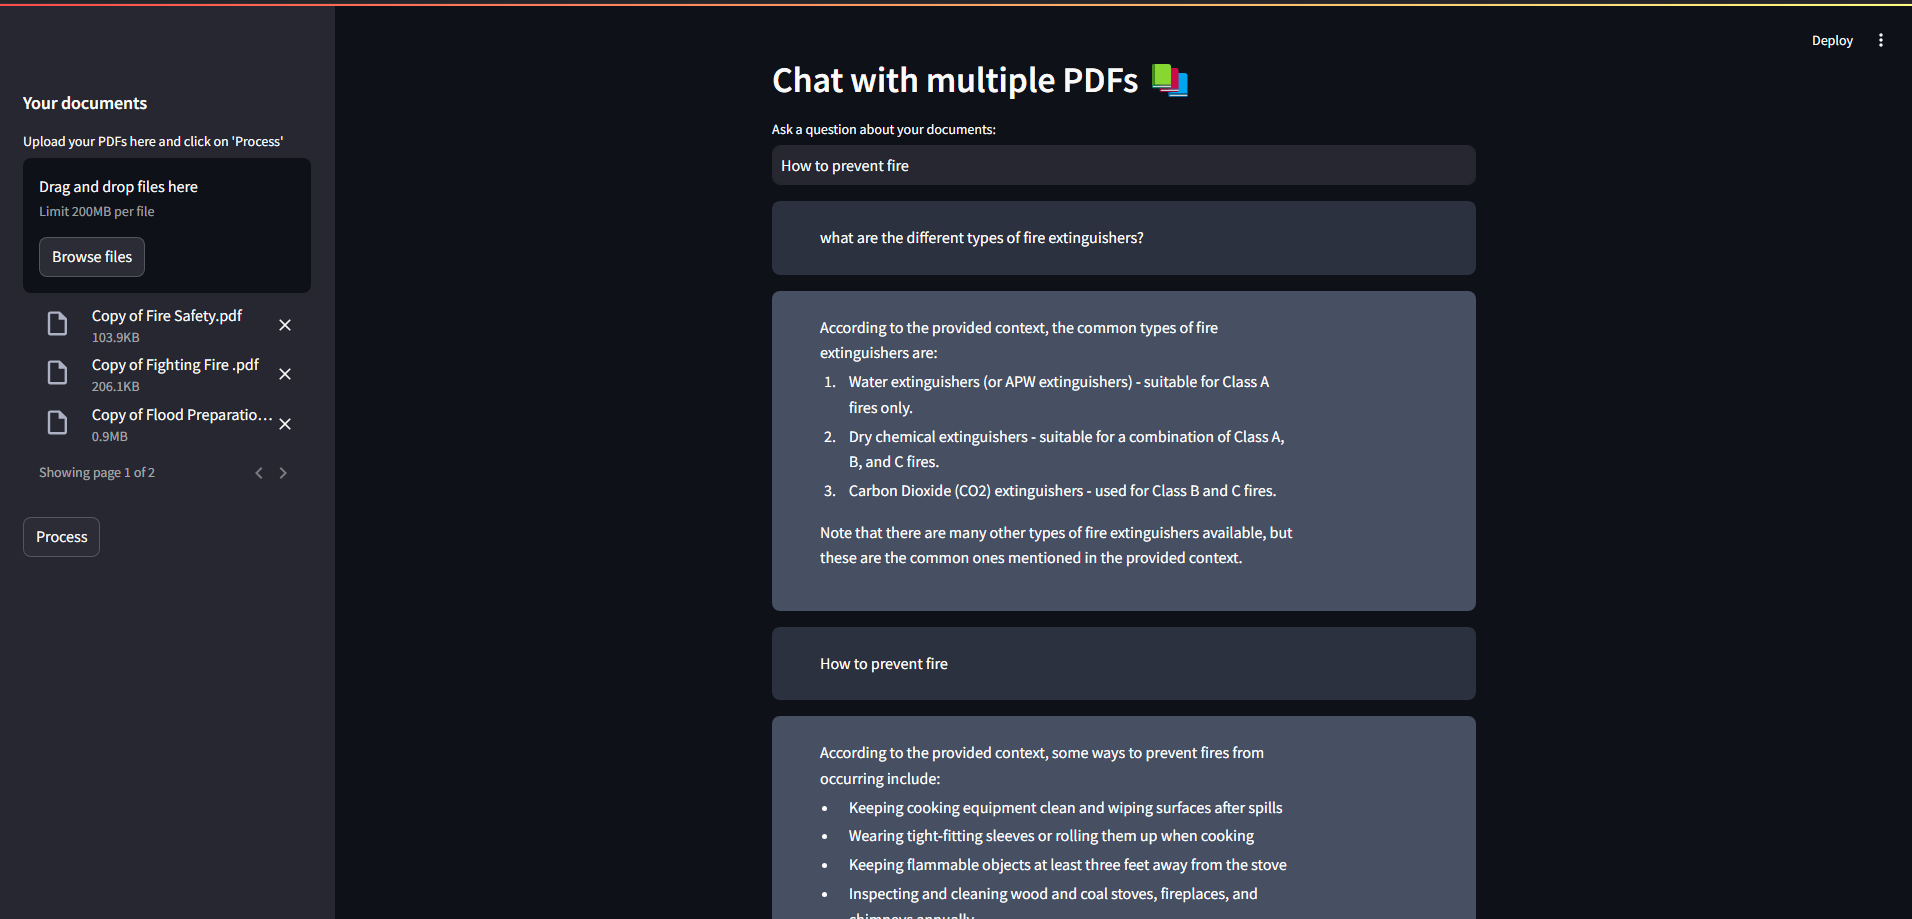 Deploy
Your documents
Upload your PDFs here and click on 'Process'
Drag and drop files here
Limit 200MB per file
Browse files
Copy of Fire Safety.pdf
103.9KB
Copy of Fighting Fire .pdf
206.1KB
Copy of Flood Preparatio...
0.9MB
Showing page 1 of 2
Process
Chat with multiple PDFs
Ask a question about your documents:
How to prevent fire
what are the different types of fire extinguishers?
According to the provided context, the common types of fire
extinguishers are:
1. Water extinguishers (or APW extinguishers) - suitable for Class A
fires only.
2. Dry chemical extinguishers - suitable for a combination of Class A,
B, and C fires.
3. Carbon Dioxide (CO2) extinguishers - used for Class B and C fires.
Note that there are many other types of fire extinguishers available, but
these are the common ones mentioned in the provided context.
How to prevent fire
According to the provided context, some ways to prevent fires from
occurring include:
• Keeping cooking equipment clean and wiping surfaces after spills
• Wearing tight-fitting sleeves or rolling them up when cooking
• Keeping flammable objects at least three feet away from the stove
• Inspecting and cleaning wood and coal stoves, fireplaces, and
chimneys annually